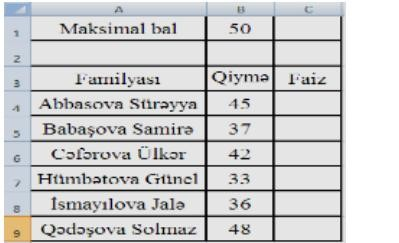 A B C
1 Maksimal bal 50
2
3 Familyası Qiymə Faiz
4 Abbasova Sürəyya 45
5 Babaşova Samirə 37
6 Cəfərova Ülkər 42
7 Hümbətova Günel 33
8 İsmayılova Jalə 36
9 Qədəşova Solmaz 48